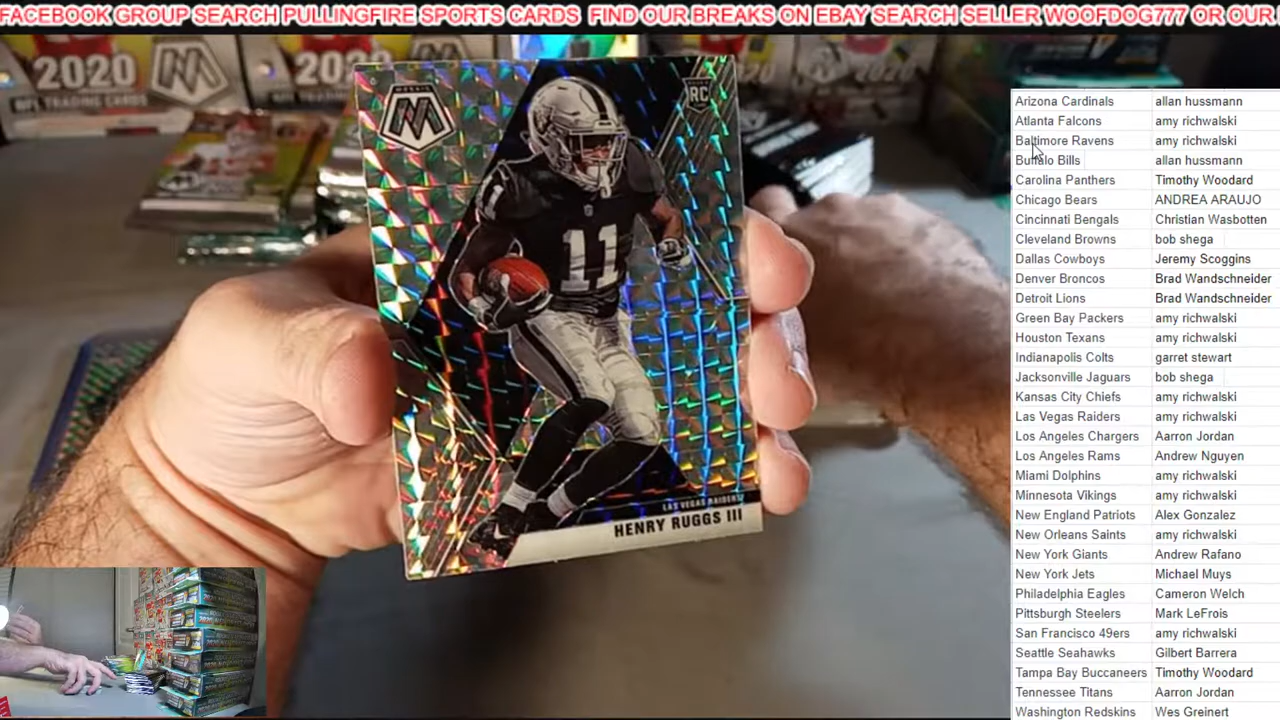 FACEBOOK GROUP SEARCH PULLINGFIRE SPORTS CARDS FIND OUR BREAKS ON EBAY SEARCH SELLER WOOFDOG777 OR OUR
2020
NFL TRADING CARDS
2020
MOSAIC
RC
11
11
LAS VEGAS RAIDERS
HENRY RUGGS III
Arizona Cardinals allan hussmann
Atlanta Falcons amy richwalski
Baltimore Ravens amy richwalski
Buffalo Bills allan hussmann
Carolina Panthers Timothy Woodard
Chicago Bears ANDREA ARAUJO
Cincinnati Bengals Christian Wasbotten
Cleveland Browns bob shega
Dallas Cowboys Jeremy Scoggins
Denver Broncos Brad Wandschneider
Detroit Lions Brad Wandschneider
Green Bay Packers amy richwalski
Houston Texans amy richwalski
Indianapolis Colts garret stewart
Jacksonville Jaguars bob shega
Kansas City Chiefs amy richwalski
Las Vegas Raiders amy richwalski
Los Angeles Chargers Aarron Jordan
Los Angeles Rams Andrew Nguyen
Miami Dolphins amy richwalski
Minnesota Vikings amy richwalski
New England Patriots Alex Gonzalez
New Orleans Saints amy richwalski
New York Giants Andrew Rafano
New York Jets Michael Muys
Philadelphia Eagles Cameron Welch
Pittsburgh Steelers Mark LeFrois
San Francisco 49ers amy richwalski
Seattle Seahawks Gilbert Barrera
Tampa Bay Buccaneers Timothy Woodard
Tennessee Titans Aarron Jordan
Washington Redskins Wes Greinert